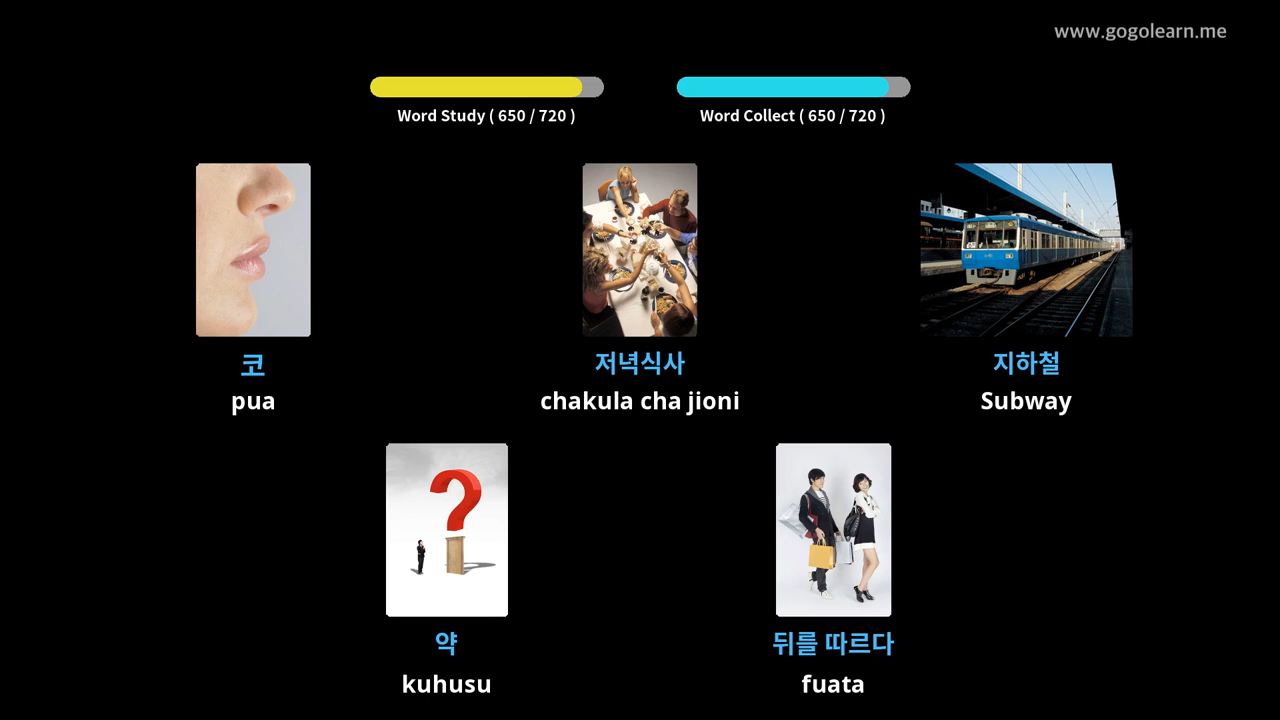 www.gogolearn.me
Word Study ( 650 / 720 )
Word Collect ( 650 / 720 )
코
pua
저녁식사
chakula cha jioni
지하철
Subway
약
kuhusu
뒤를 따르다
fuata